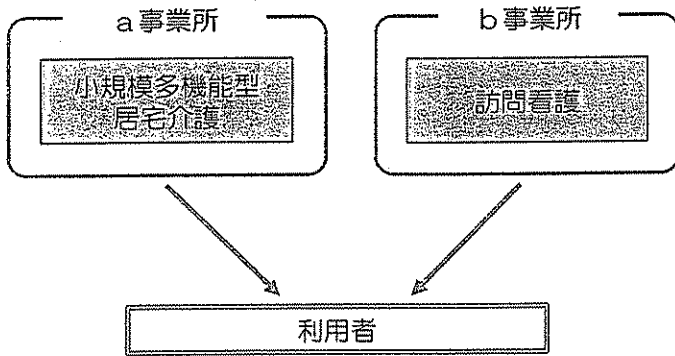 a事業所
小規模多機能型
居宅介護
b事業所
訪問看護
利用者